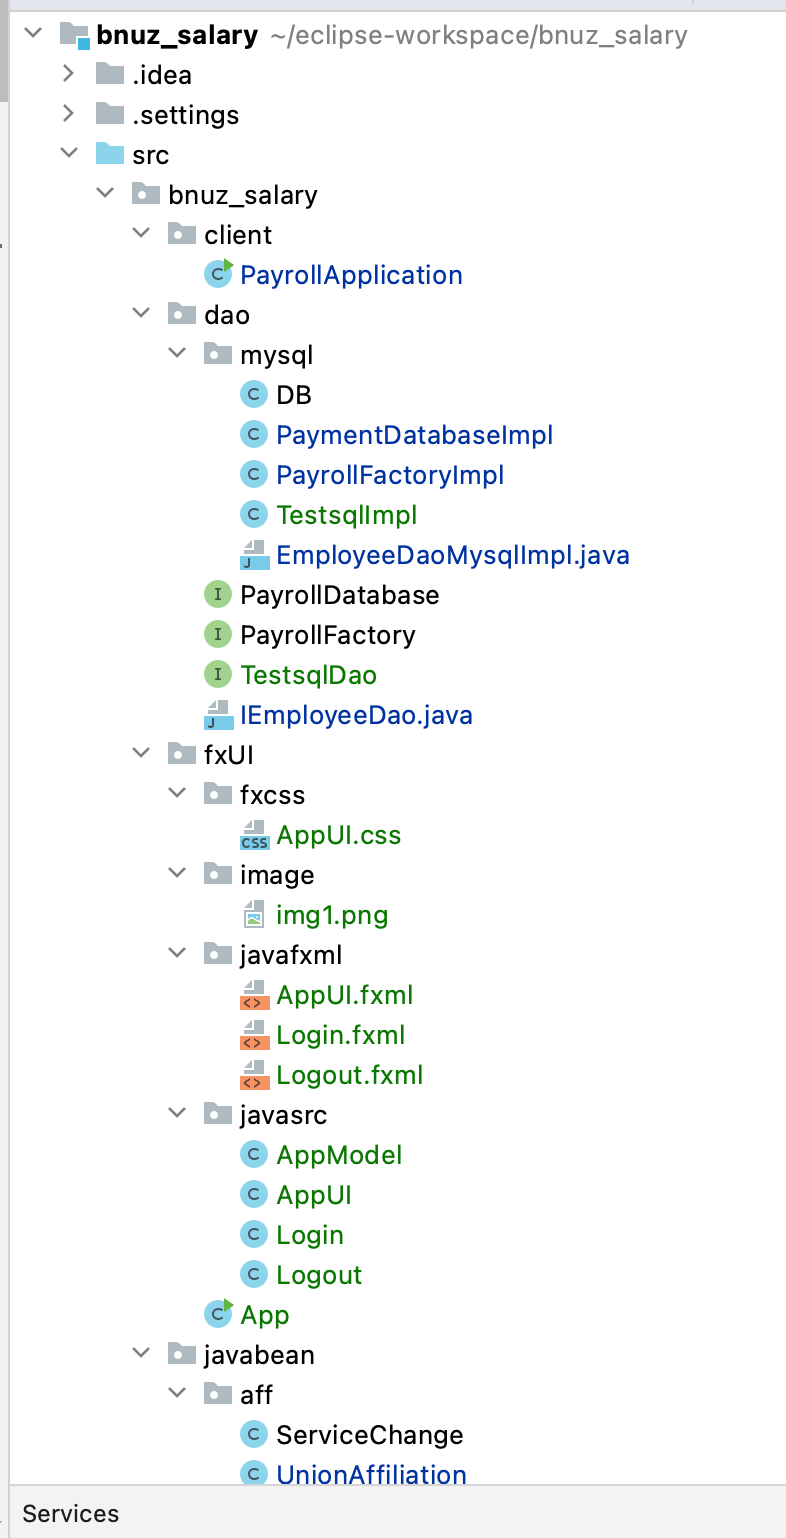 bnuz_salary ~/eclipse-workspace/bnuz_salary
.idea
.settings
src
bnuz_salary
client
C PayrollApplication
dao
mysql
C DB
C PaymentDatabaseImpl
C PayrollFactoryImpl
C TestsqlImpl
J EmployeeDaoMysqlImpl.java
I PayrollDatabase
I PayrollFactory
I TestsqlDao
J IEmployeeDao.java
fxUI
fxcss
CSS AppUI.css
image
img1.png
javafxml
<> AppUI.fxml
<> Login.fxml
<> Logout.fxml
javasrc
C AppModel
C AppUI
C Login
C Logout
C App
javabean
aff
C ServiceChange
C UnionAffiliation
Services